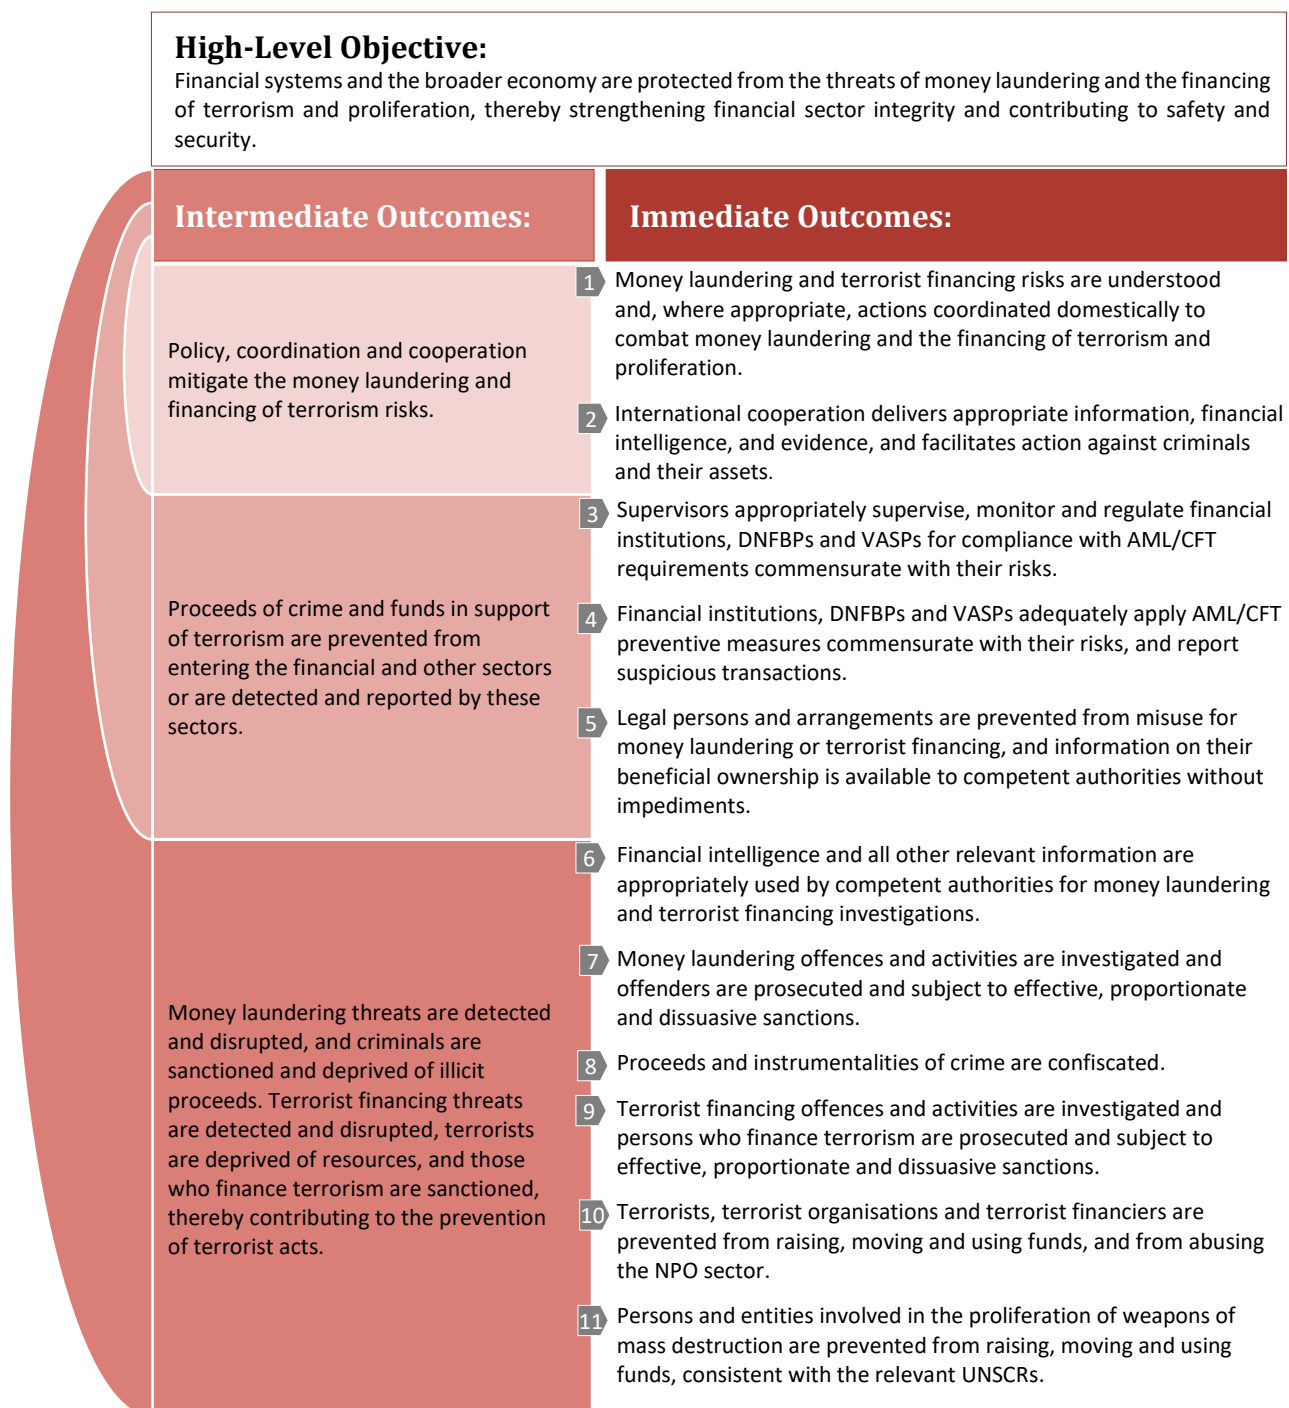 High-Level Objective:
Financial systems and the broader economy are protected from the threats of money laundering and the financing
of terrorism and proliferation, thereby strengthening financial sector integrity and contributing to safety and
security.
Intermediate Outcomes:
Immediate Outcomes:
Policy, coordination and cooperation
mitigate the money laundering and
financing of terrorism risks.
1
Money laundering and terrorist financing risks are understood
and, where appropriate, actions coordinated domestically to
combat money laundering and the financing of terrorism and
proliferation.
2
International cooperation delivers appropriate information, financial
intelligence, and evidence, and facilitates action against criminals
and their assets.
Proceeds of crime and funds in support
of terrorism are prevented from
entering the financial and other sectors
or are detected and reported by these
sectors.
3
Supervisors appropriately supervise, monitor and regulate financial
institutions, DNFBPs and VASPs for compliance with AML/CFT
requirements commensurate with their risks.
4
Financial institutions, DNFBPs and VASPs adequately apply AML/CFT
preventive measures commensurate with their risks, and report
suspicious transactions.
5
Legal persons and arrangements are prevented from misuse for
money laundering or terrorist financing, and information on their
beneficial ownership is available to competent authorities without
impediments.
Money laundering threats are detected
and disrupted, and criminals are
sanctioned and deprived of illicit
proceeds. Terrorist financing threats
are detected and disrupted, terrorists
are deprived of resources, and those
who finance terrorism are sanctioned,
thereby contributing to the prevention
of terrorist acts.
6
Financial intelligence and all other relevant information are
appropriately used by competent authorities for money laundering
and terrorist financing investigations.
7
Money laundering offences and activities are investigated and
offenders are prosecuted and subject to effective, proportionate
and dissuasive sanctions.
8
Proceeds and instrumentalities of crime are confiscated.
9
Terrorist financing offences and activities are investigated and
persons who finance terrorism are prosecuted and subject to
effective, proportionate and dissuasive sanctions.
10
Terrorists, terrorist organisations and terrorist financiers are
prevented from raising, moving and using funds, and from abusing
the NPO sector.
11
Persons and entities involved in the proliferation of weapons of
mass destruction are prevented from raising, moving and using
funds, consistent with the relevant UNSCRs.